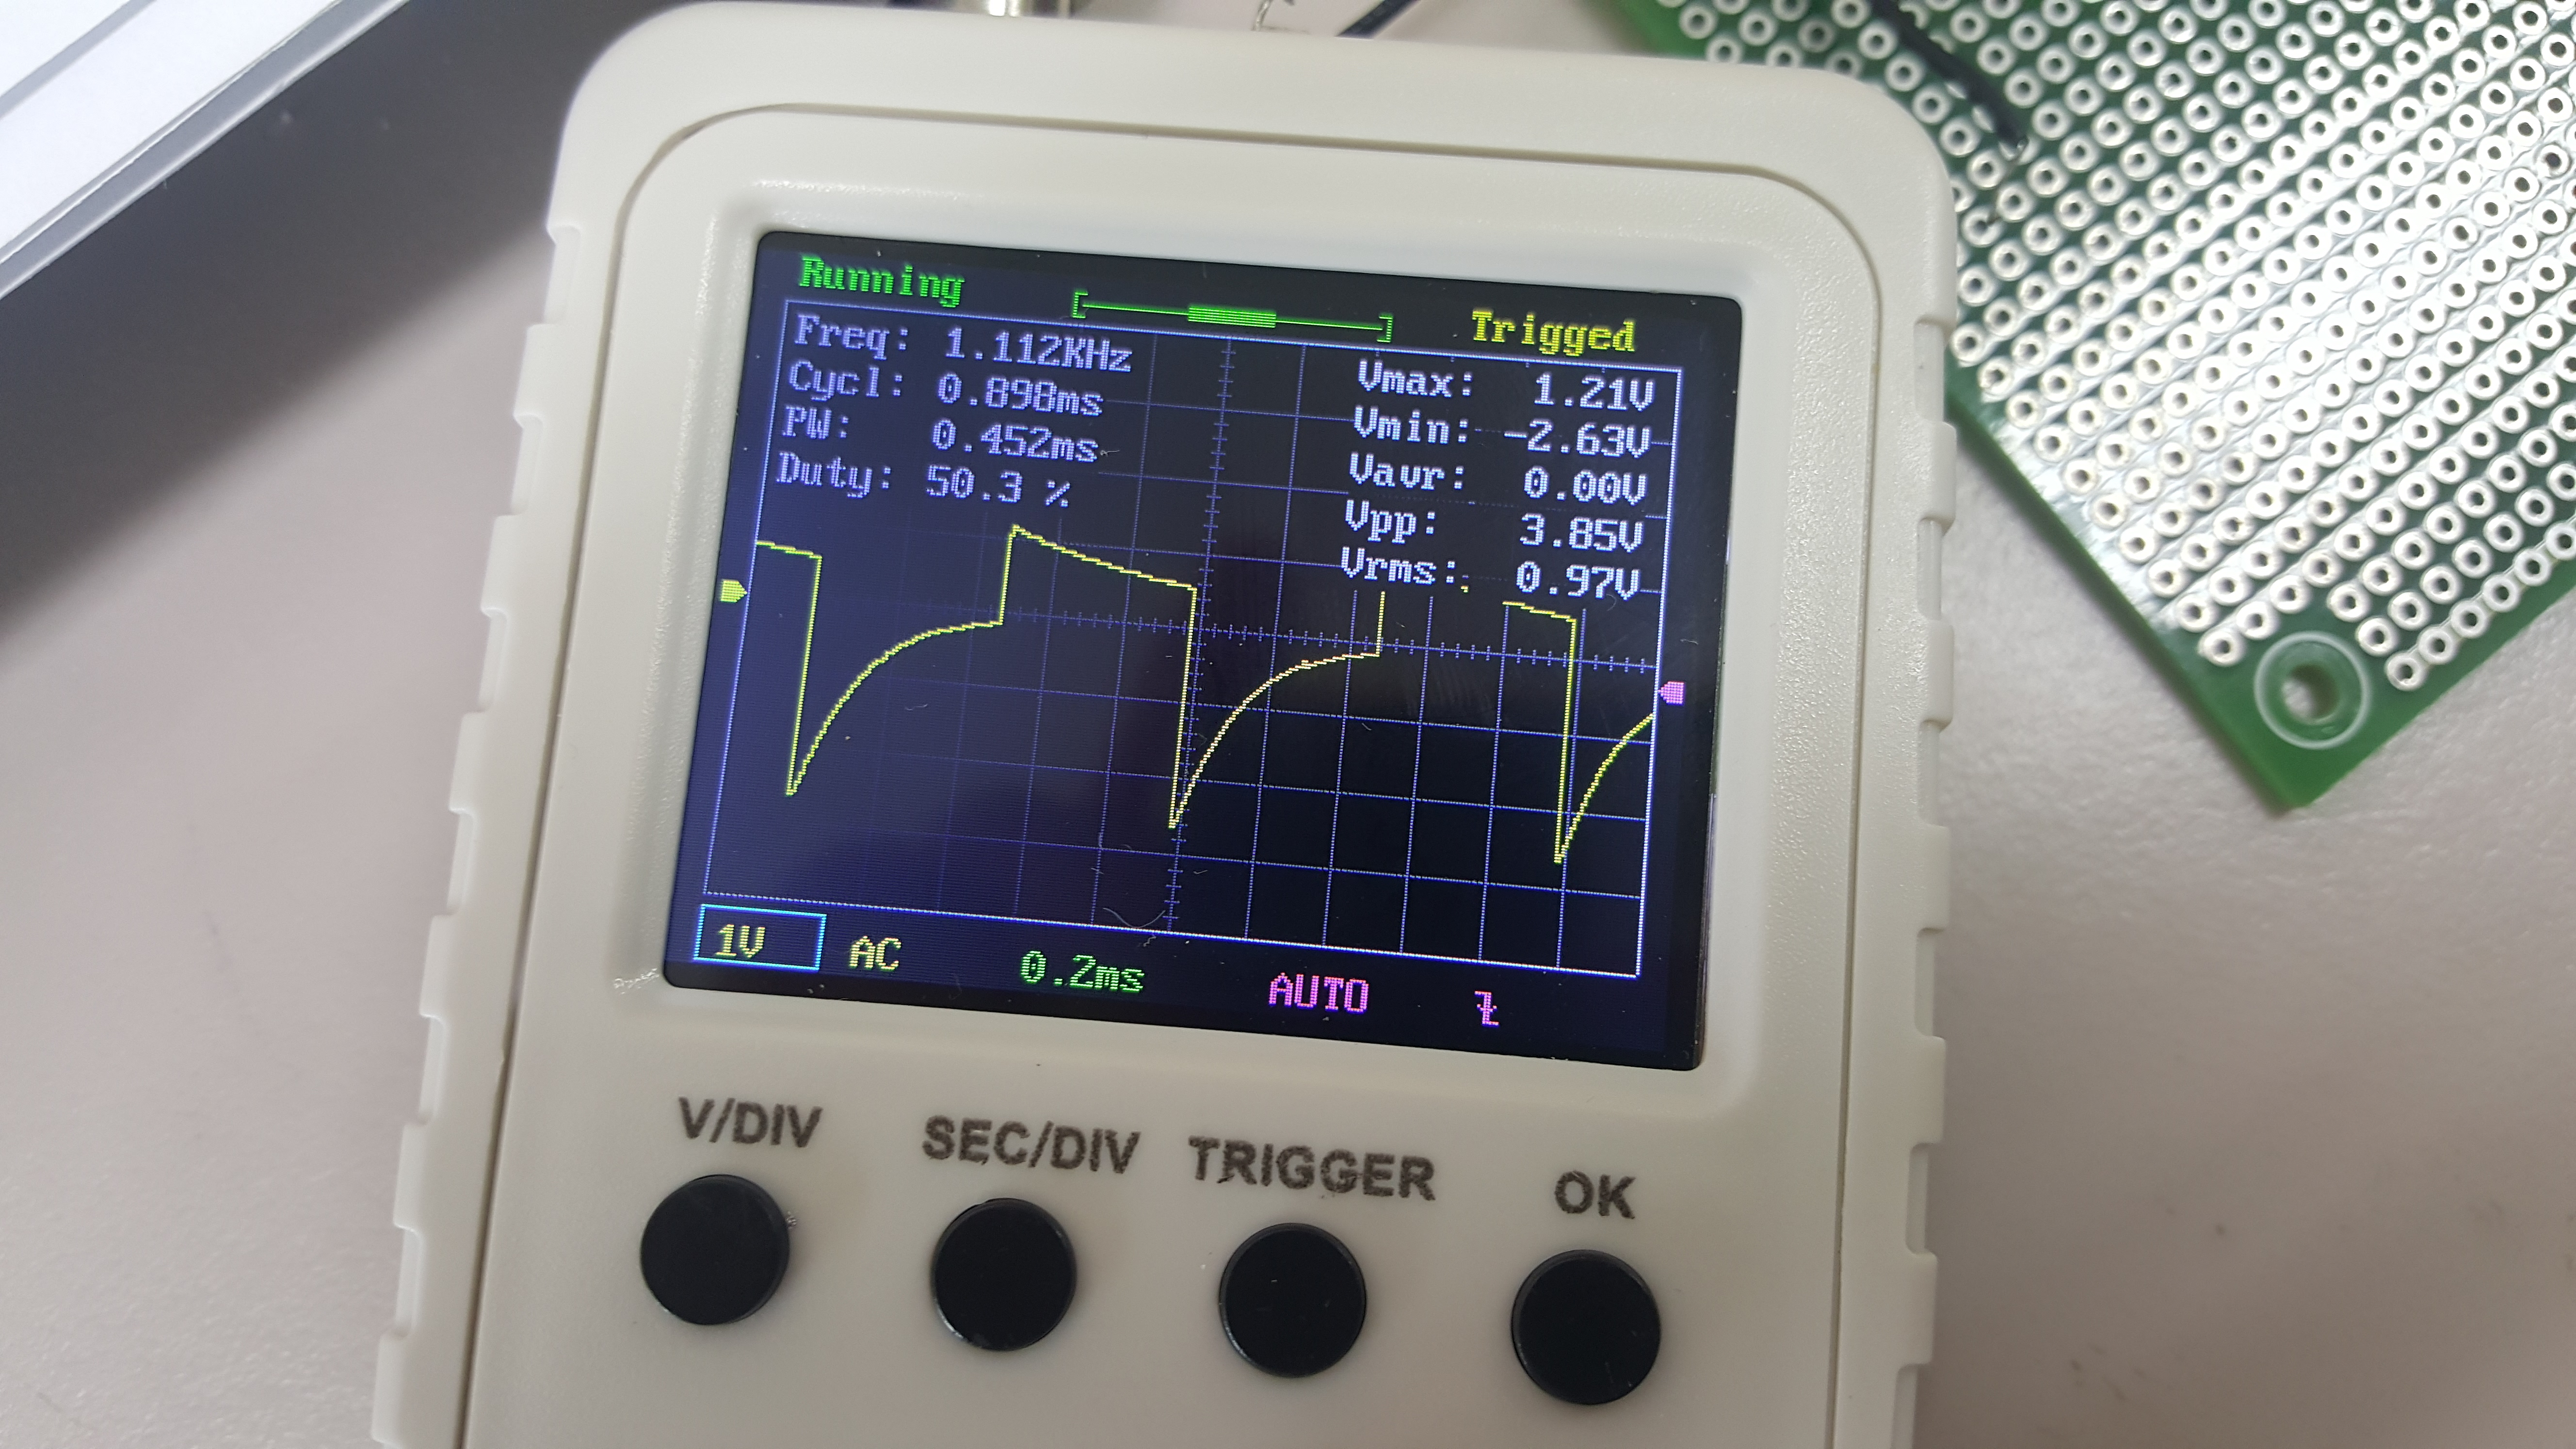 Running
Trigged
Freq: 1.112KHz
Cycl: 0.898ms
PW: 0.452ms
Duty: 50.3 %
Vmax: 1.21V
Vmin: -2.63V
Vavr: 0.00V
Vpp: 3.85V
Vrms: 0.97V
1V AC 0.2ms AUTO
V/DIV SEC/DIV TRIGGER OK